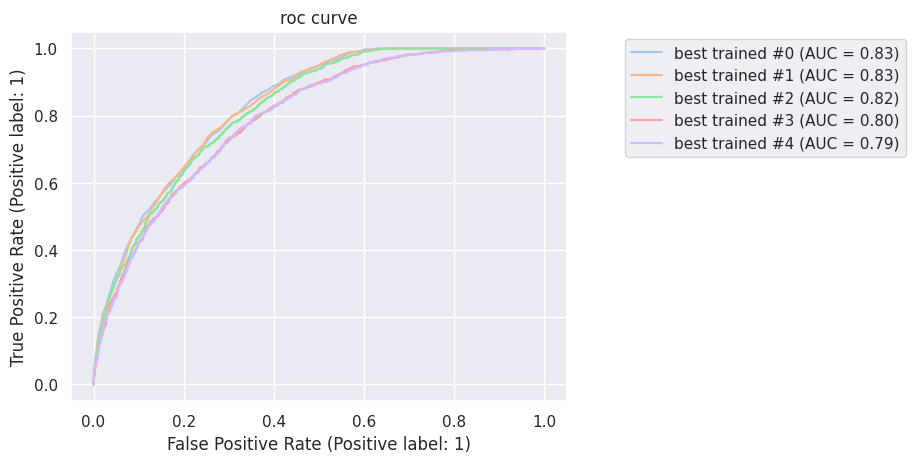 roc curve
1.0
0.8
0.6
0.4
0.2
0.0
True Positive Rate (Positive label: 1)
0.0 0.2 0.4 0.6 0.8 1.0
False Positive Rate (Positive label: 1)
best trained #0 (AUC = 0.83)
best trained #1 (AUC = 0.83)
best trained #2 (AUC = 0.82)
best trained #3 (AUC = 0.80)
best trained #4 (AUC = 0.79)